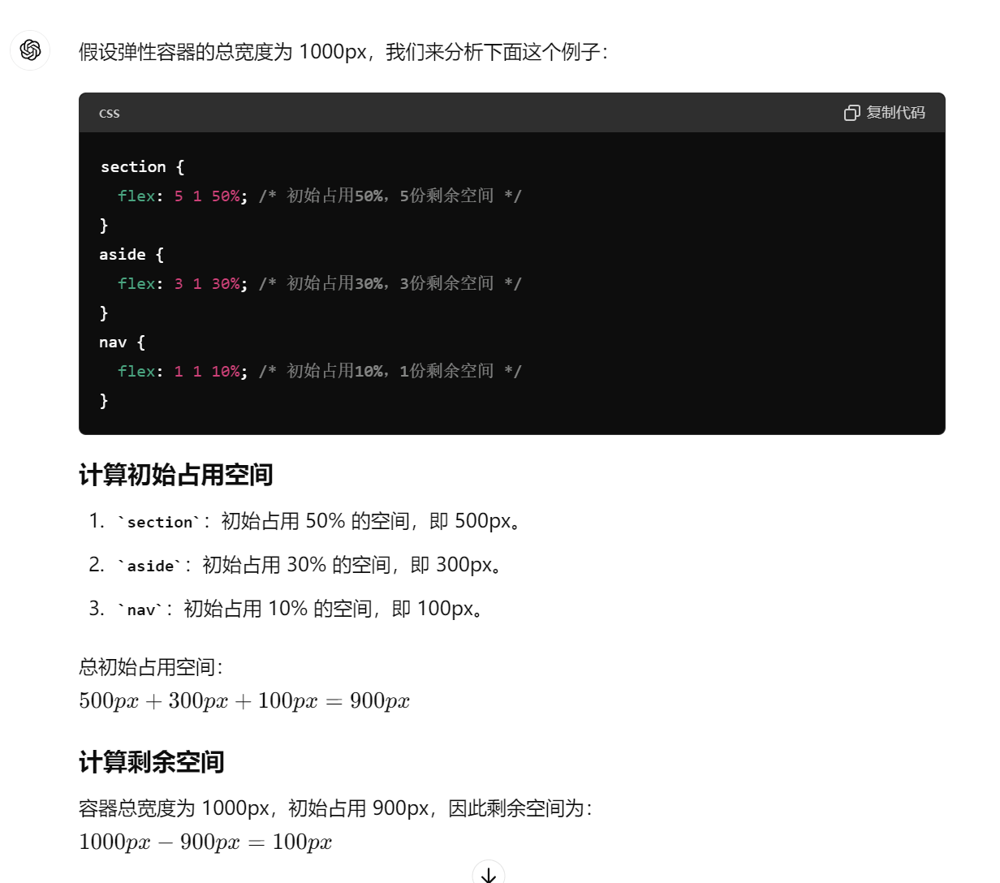 假设弹性容器的总宽度为 1000px，我们来分析下面这个例子：
css 复制代码
section {
  flex: 5 1 50%; /* 初始占用50%，5份剩余空间 */
}
aside {
  flex: 3 1 30%; /* 初始占用30%，3份剩余空间 */
}
nav {
  flex: 1 1 10%; /* 初始占用10%，1份剩余空间 */
}
计算初始占用空间
1. `section`：初始占用 50% 的空间，即 500px。
2. `aside`：初始占用 30% 的空间，即 300px。
3. `nav`：初始占用 10% 的空间，即 100px。
总初始占用空间：
500px + 300px + 100px = 900px
计算剩余空间
容器总宽度为 1000px，初始占用 900px，因此剩余空间为：
1000px − 900px = 100px